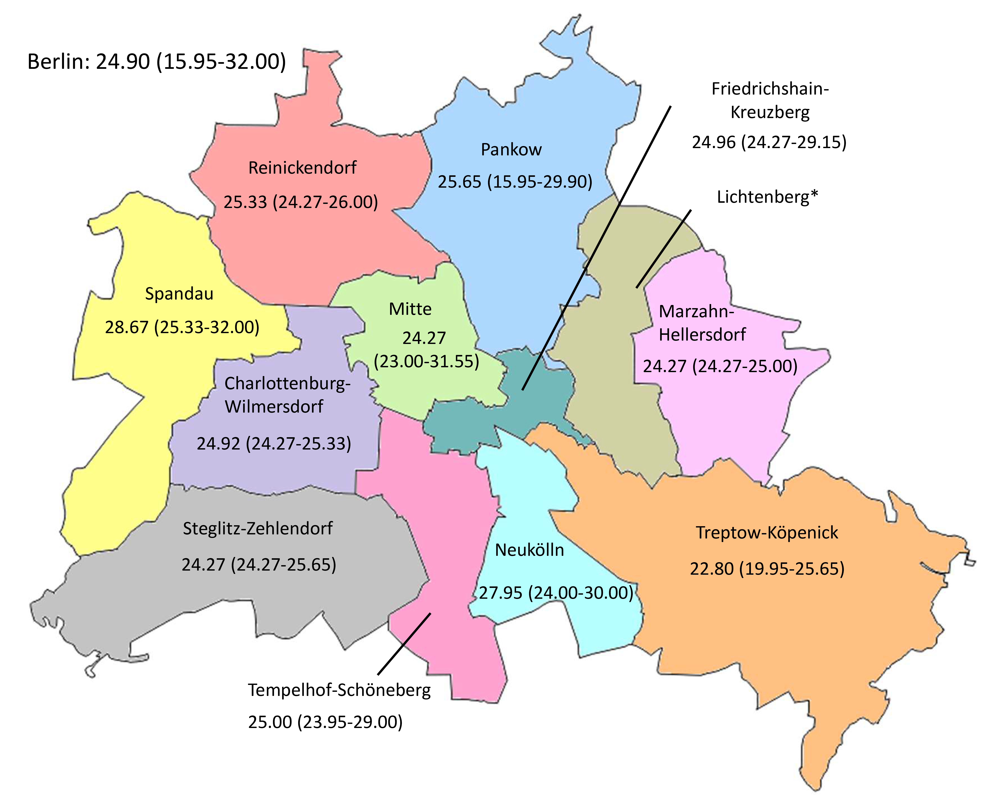 Berlin: 24.90 (15.95-32.00)
Friedrichshain-
Kreuzberg
24.96 (24.27-29.15)
Pankow
25.65 (15.95-29.90)
Reinickendorf
25.33 (24.27-26.00)
Lichtenberg*
Spandau
28.67 (25.33-32.00)
Mitte
24.27
(23.00-31.55)
Marzahn-
Hellersdorf
24.27 (24.27-25.00)
Charlottenburg-
Wilmersdorf
24.92 (24.27-25.33)
Steglitz-Zehlendorf
24.27 (24.27-25.65)
Neukölln
27.95 (24.00-30.00)
Treptow-Köpenick
22.80 (19.95-25.65)
Tempelhof-Schöneberg
25.00 (23.95-29.00)